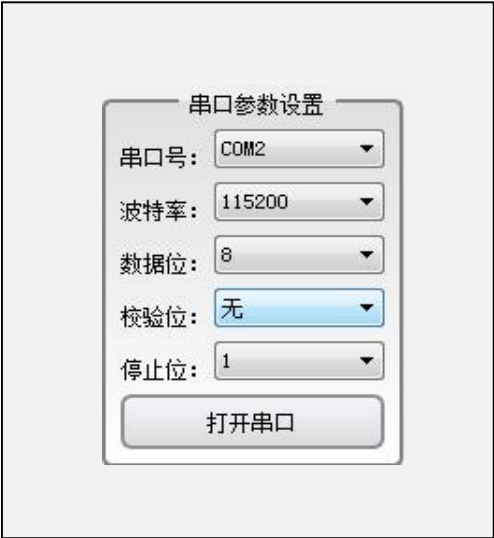 串口参数设置
串口号： COM2
波特率： 115200
数据位： 8
校验位： 无
停止位： 1
打开串口